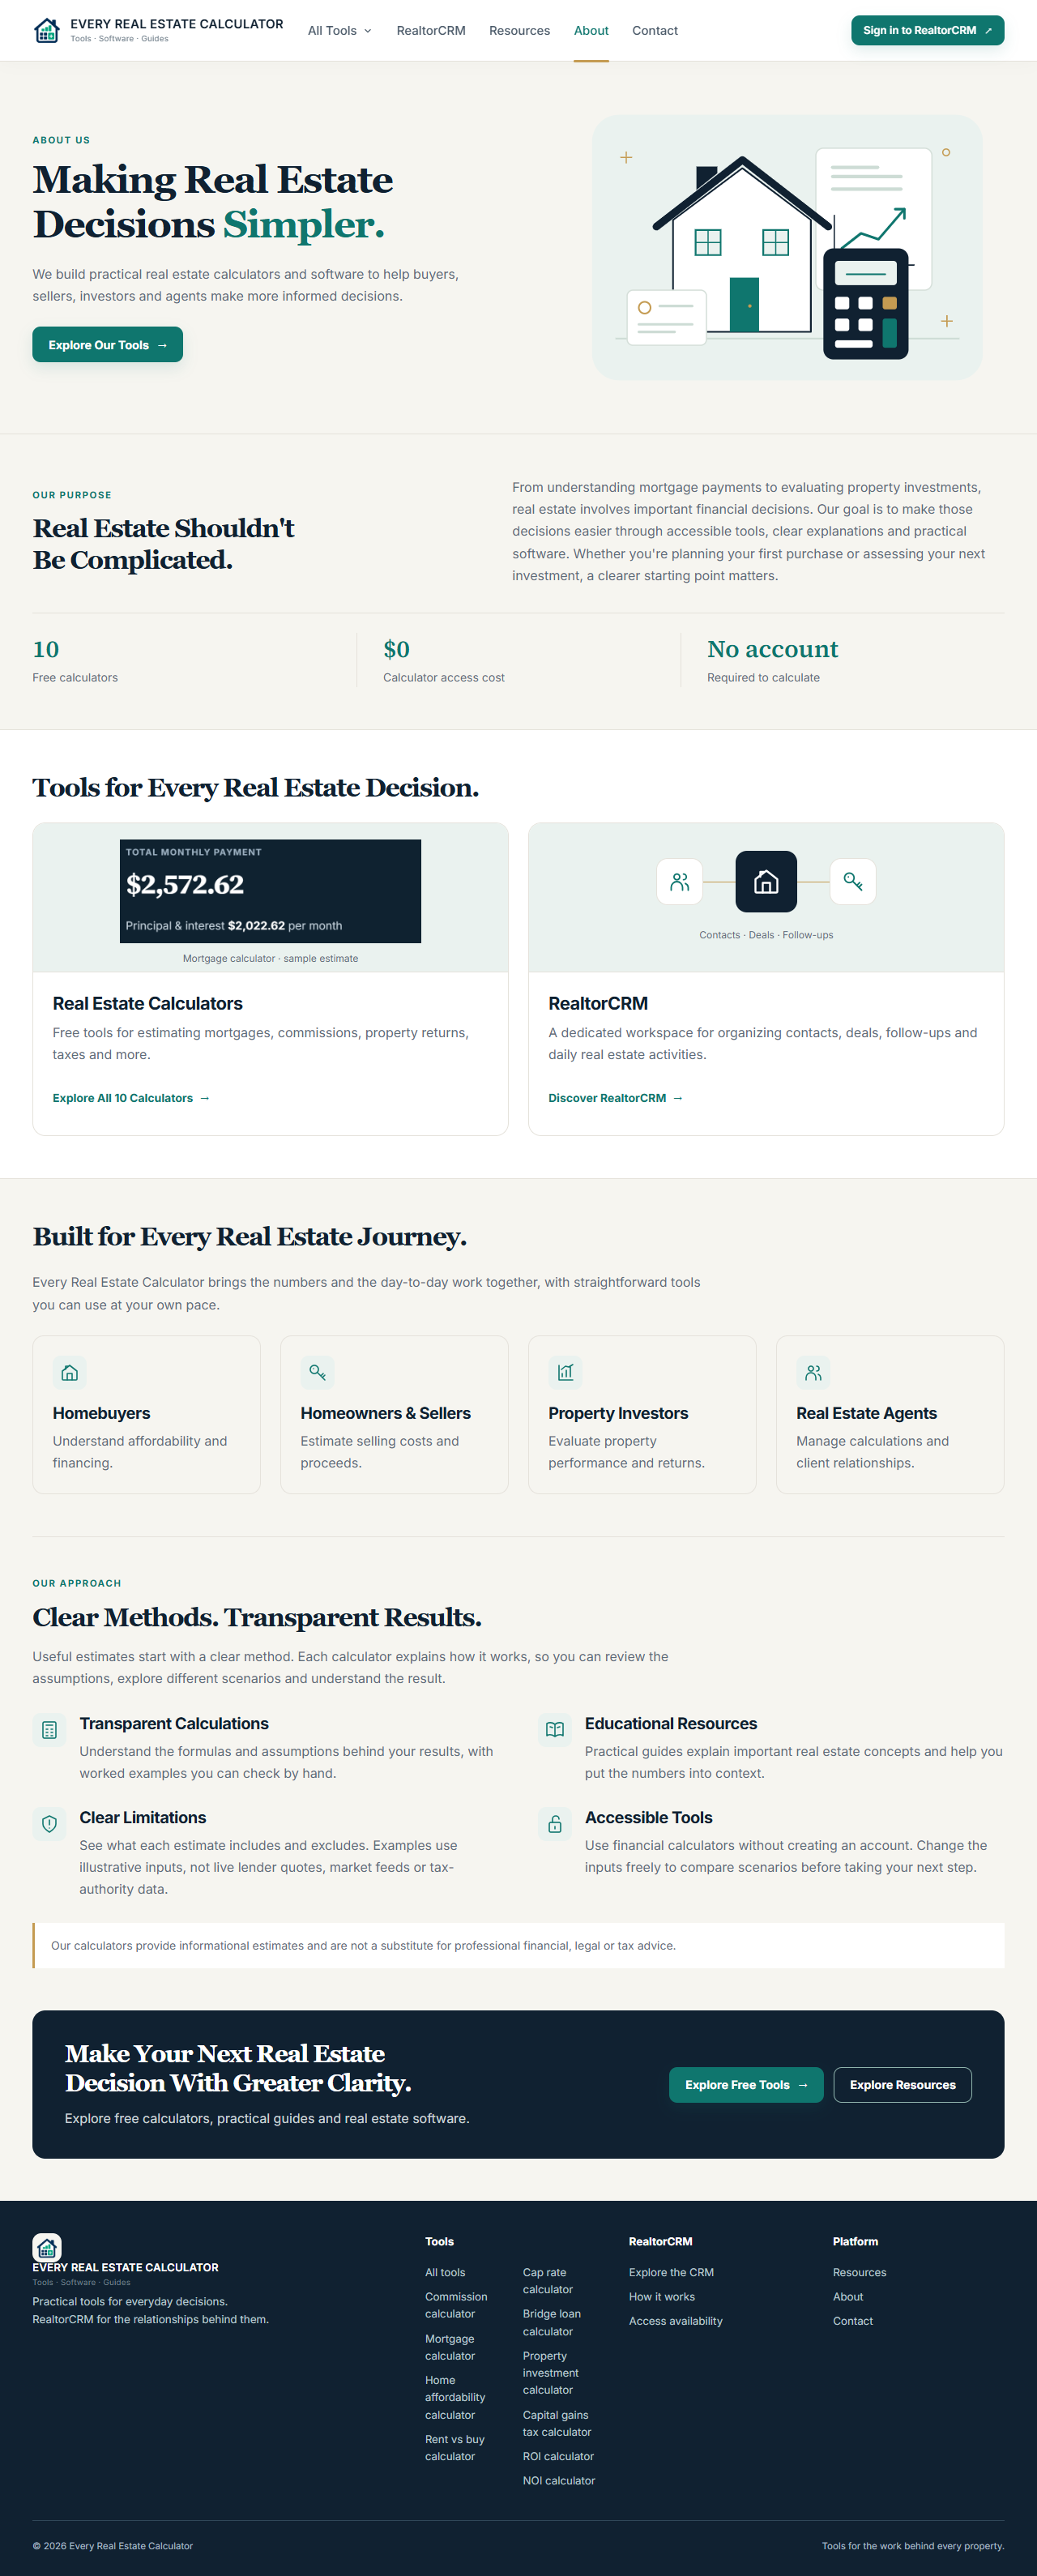 EVERY REAL ESTATE CALCULATOR
Tools · Software · Guides
All Tools
RealtorCRM
Resources
About
Contact
Sign in to RealtorCRM ↗
ABOUT US
Making Real Estate
Decisions Simpler.
We build practical real estate calculators and software to help buyers,
sellers, investors and agents make more informed decisions.
Explore Our Tools →
OUR PURPOSE
Real Estate Shouldn't
Be Complicated.
From understanding mortgage payments to evaluating property investments,
real estate involves important financial decisions. Our goal is to make those
decisions easier through accessible tools, clear explanations and practical
software. Whether you're planning your first purchase or assessing your next
investment, a clearer starting point matters.
10
Free calculators
$0
Calculator access cost
No account
Required to calculate
Tools for Every Real Estate Decision.
TOTAL MONTHLY PAYMENT
$2,572.62
Principal & interest $2,022.62 per month
Mortgage calculator · sample estimate
Real Estate Calculators
Free tools for estimating mortgages, commissions, property returns,
taxes and more.
Explore All 10 Calculators →
Contacts · Deals · Follow-ups
RealtorCRM
A dedicated workspace for organizing contacts, deals, follow-ups and
daily real estate activities.
Discover RealtorCRM →
Built for Every Real Estate Journey.
Every Real Estate Calculator brings the numbers and the day-to-day work together, with straightforward tools
you can use at your own pace.
Homebuyers
Understand affordability and
financing.
Homeowners & Sellers
Estimate selling costs and
proceeds.
Property Investors
Evaluate property
performance and returns.
Real Estate Agents
Manage calculations and
client relationships.
OUR APPROACH
Clear Methods. Transparent Results.
Useful estimates start with a clear method. Each calculator explains how it works, so you can review the
assumptions, explore different scenarios and understand the result.
Transparent Calculations
Understand the formulas and assumptions behind your results, with
worked examples you can check by hand.
Educational Resources
Practical guides explain important real estate concepts and help you
put the numbers into context.
Clear Limitations
See what each estimate includes and excludes. Examples use
illustrative inputs, not live lender quotes, market feeds or tax-
authority data.
Accessible Tools
Use financial calculators without creating an account. Change the
inputs freely to compare scenarios before taking your next step.
Our calculators provide informational estimates and are not a substitute for professional financial, legal or tax advice.
Make Your Next Real Estate
Decision With Greater Clarity.
Explore free calculators, practical guides and real estate software.
Explore Free Tools →
Explore Resources
EVERY REAL ESTATE CALCULATOR
Tools · Software · Guides
Practical tools for everyday decisions.
RealtorCRM for the relationships behind them.
Tools
All tools
Commission
calculator
Mortgage
calculator
Home
affordability
calculator
Rent vs buy
calculator
Cap rate
calculator
Bridge loan
calculator
Property
investment
calculator
Capital gains
tax calculator
ROI calculator
NOI calculator
RealtorCRM
Explore the CRM
How it works
Access availability
Platform
Resources
About
Contact
© 2026 Every Real Estate Calculator
Tools for the work behind every property.